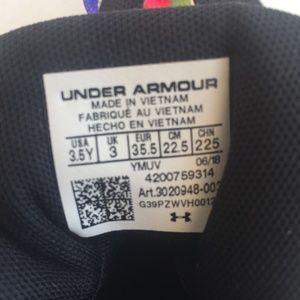 UNDER ARMOUR
MADE IN VIETNAM
FABRIQUÉ AU VIETNAM
HECHO EN VIETNAM
USA UK EUR CM CHN
3.5Y 3 35.5 22.5 225
YMUV 06/18
4200759314
Art.3020948-002
G39PZWVH0012